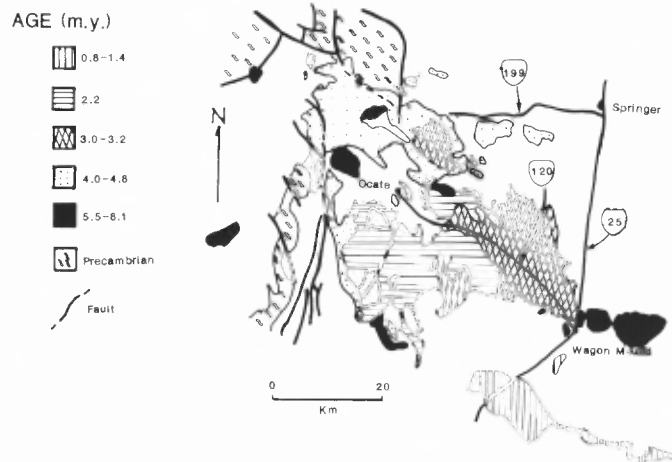 AGE (m.y.)
0.8-1.4
2.2
3.0-3.2
4.0-4.8
5.5-8.1
Precambrian
Fault
N
199
Springer
Ocate
120
25
Wagon
0 20
Km